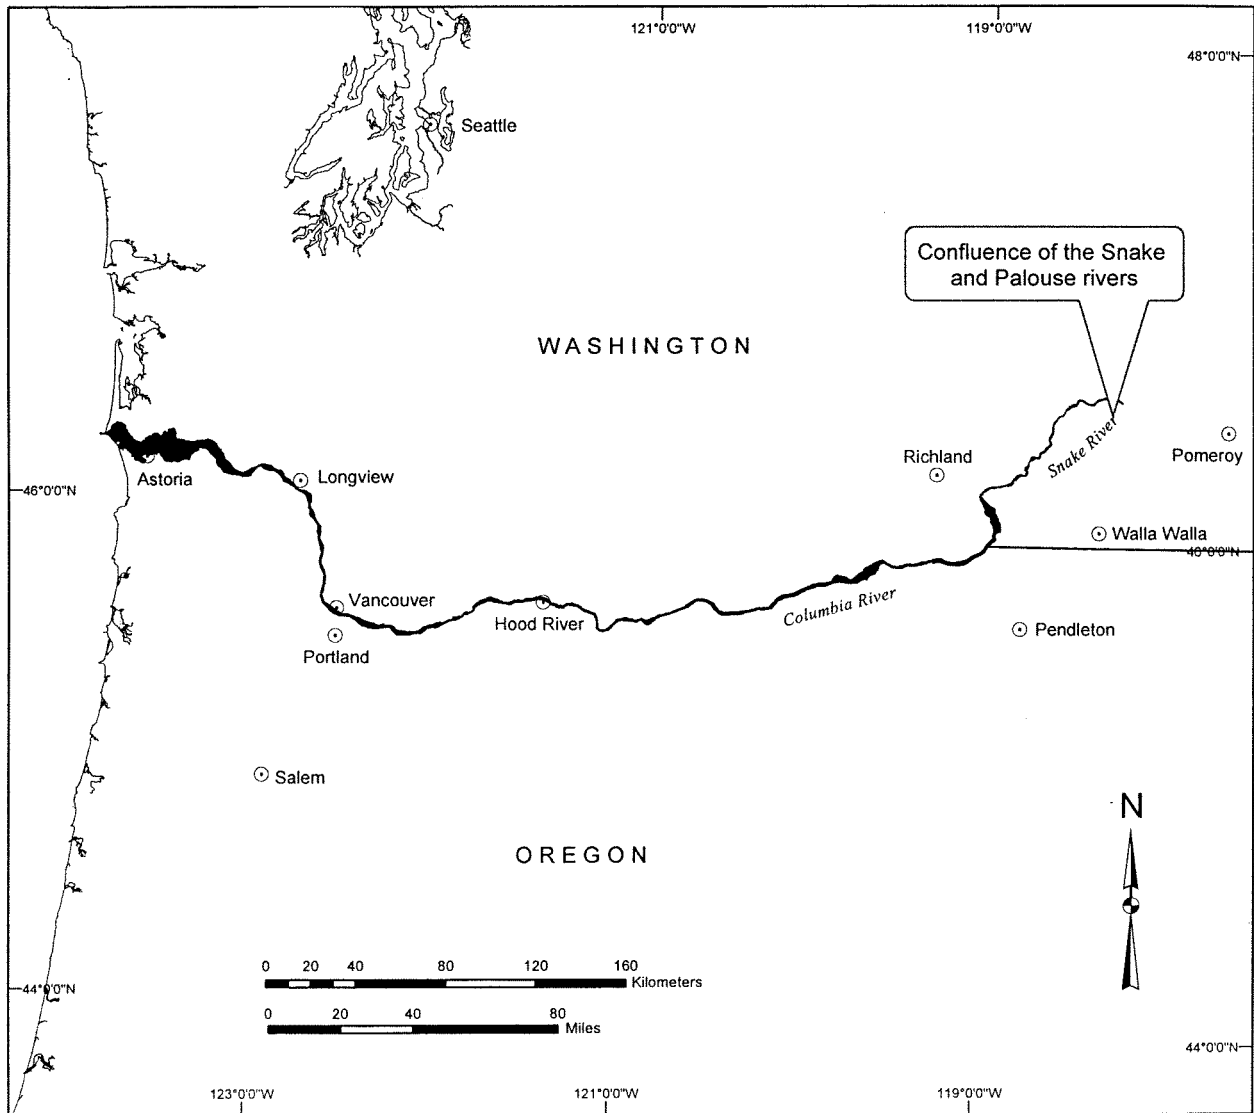 121°0'0"W
119°0'0"W
48°0'0"N
Seattle
Confluence of the Snake
and Palouse rivers
WASHINGTON
Snake River
Pomeroy
Richland
Longview
Astoria
46°0'0"N
Walla Walla
46°0'0"N
Vancouver
Hood River
Columbia River
Pendleton
Portland
Salem
N
OREGON
0 20 40 80 120 160
Kilometers
44°0'0"N
0 20 40 80
Miles
44°0'0"N
123°0'0"W
121°0'0"W
119°0'0"W